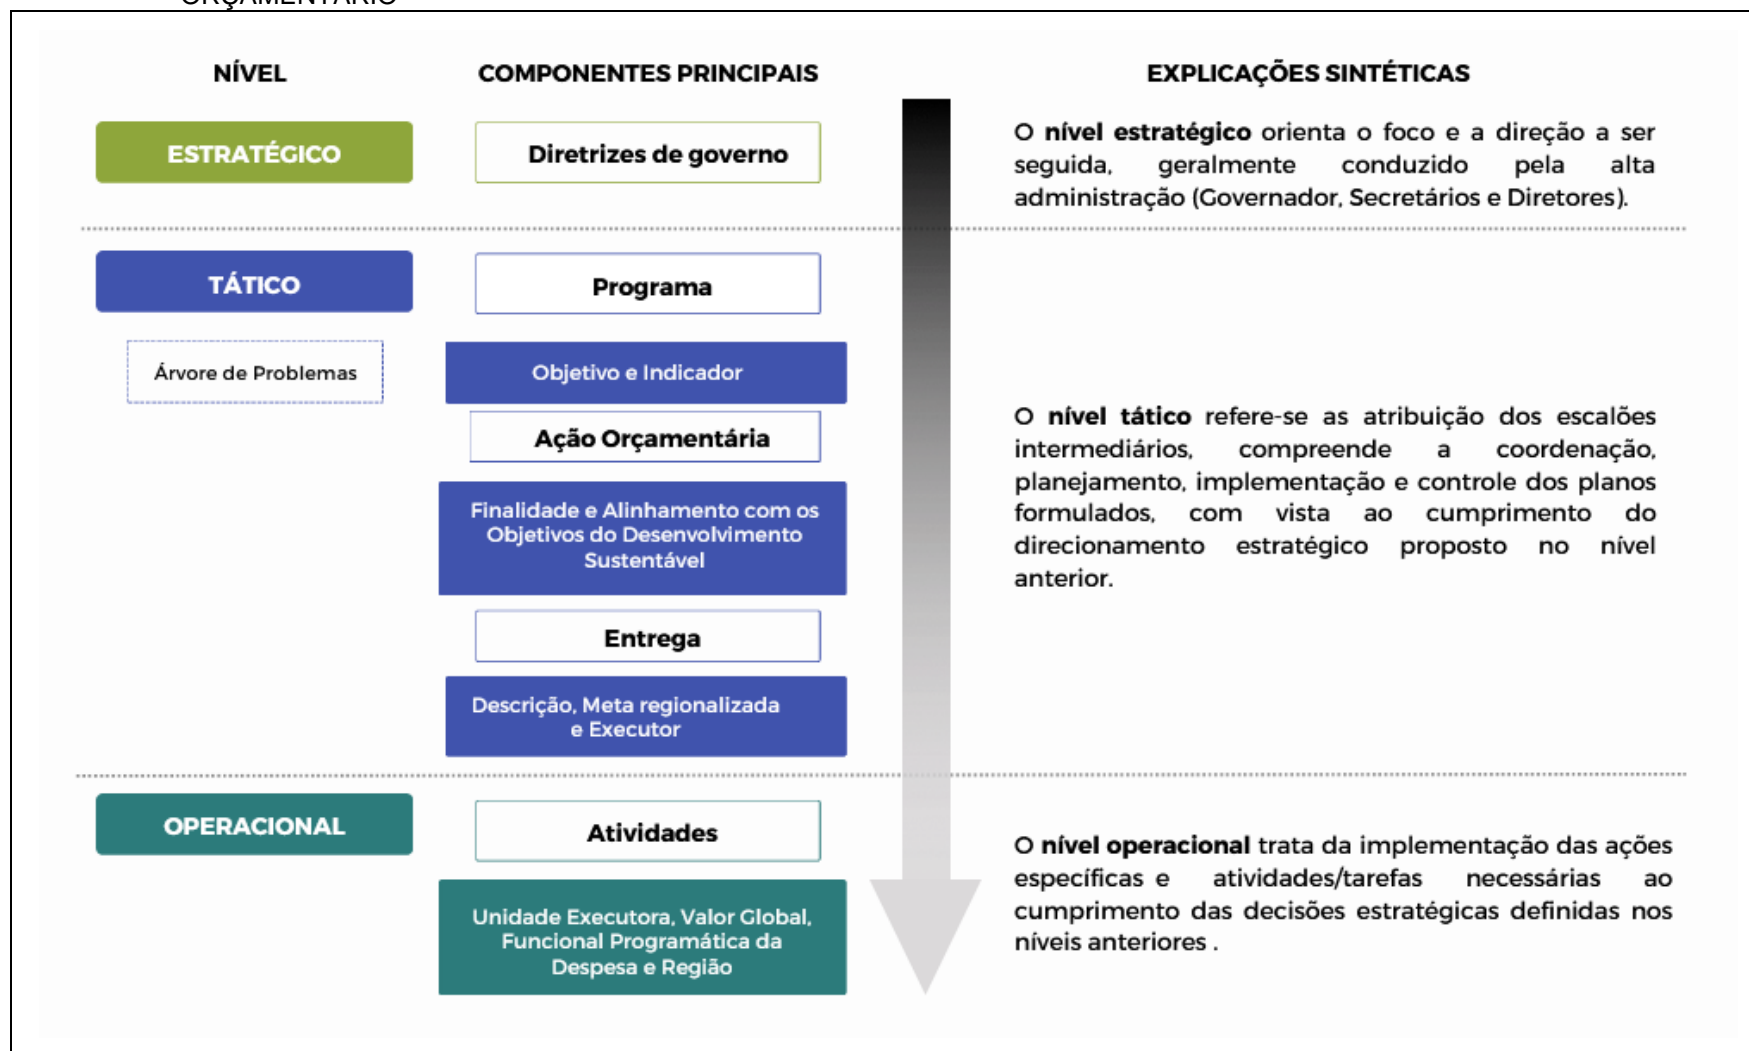 ORÇAMENTÁRIO
NÍVEL
COMPONENTES PRINCIPAIS
EXPLICAÇÕES SINTÉTICAS
ESTRATÉGICO
Diretrizes de governo
O nível estratégico orienta o foco e a direção a ser
seguida, geralmente conduzido pela alta
administração (Governador, Secretários e Diretores).
TÁTICO
Árvore de Problemas
Programa
Objetivo e Indicador
Ação Orçamentária
Finalidade e Alinhamento com os
Objetivos do Desenvolvimento
Sustentável
Entrega
Descrição, Meta regionalizada
e Executor
O nível tático refere-se as atribuição dos escalões
intermediários, compreende a coordenação,
planejamento, implementação e controle dos planos
formulados, com vista ao cumprimento do
direcionamento estratégico proposto no nível
anterior.
OPERACIONAL
Atividades
Unidade Executora, Valor Global,
Funcional Programática da
Despesa e Região
O nível operacional trata da implementação das ações
específicas e atividades/tarefas necessárias ao
cumprimento das decisões estratégicas definidas nos
níveis anteriores .